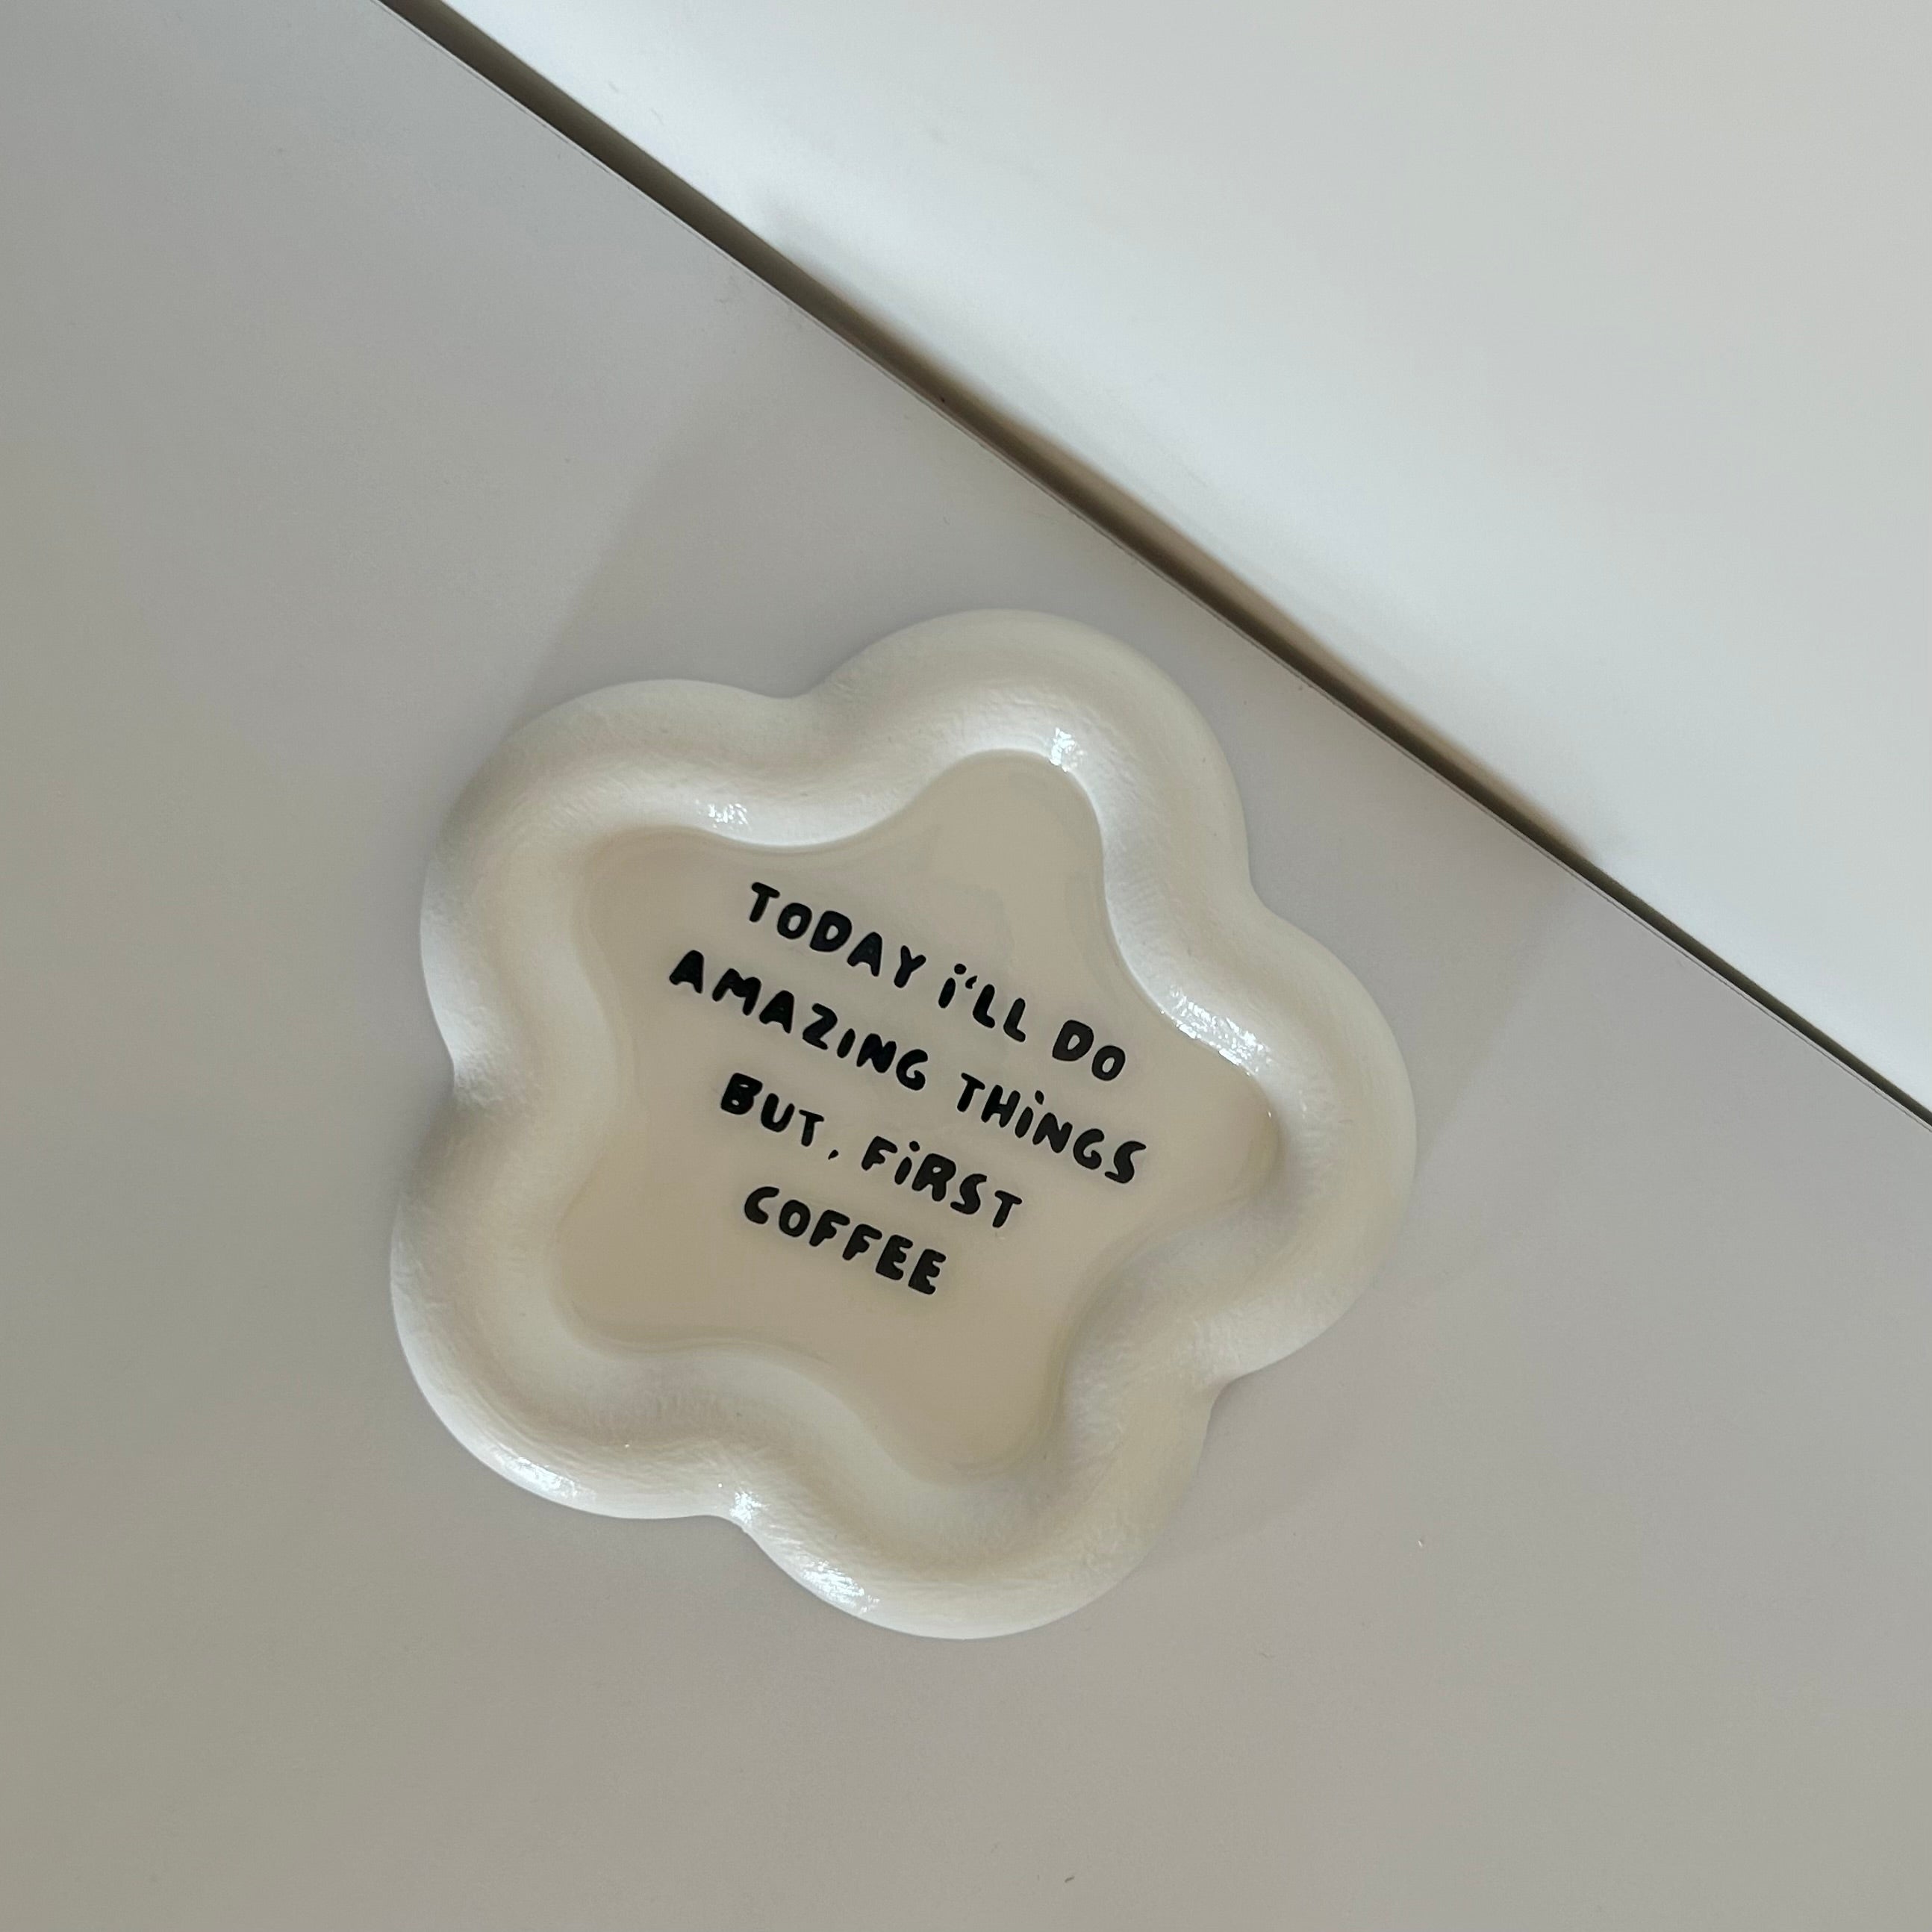 TODAY i'LL DO
AMAZING THiNGS
BUT, FiRST
COFFEE